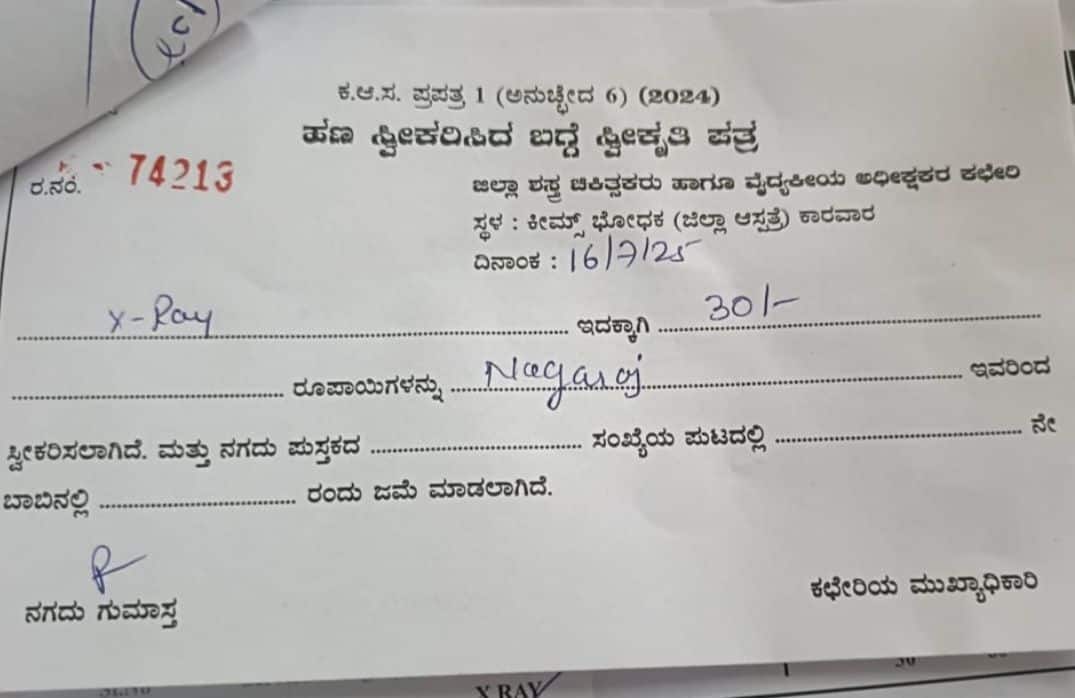 ಕ.ಆ.ಸ. ಪ್ರಪತ್ರ 1 (ಅನುಚ್ಛೇದ 6) (2024)
ಹಣ ಸ್ವೀಕರಿಸಿದ ಬಗ್ಗೆ ಸ್ವೀಕೃತಿ ಪತ್ರ
ರ.ನಂ. 74213
ಜಿಲ್ಲಾ ಶಸ್ತ್ರ ಚಿಕಿತ್ಸಕರು ಹಾಗೂ ವೈದ್ಯಕೀಯ ಅಧೀಕ್ಷಕರ ಕಛೇರಿ
ಸ್ಥಳ : ಕೀಮ್ಸ್ ಭೋಧಕ (ಜಿಲ್ಲಾ ಆಸ್ಪತ್ರೆ) ಕಾರವಾರ
ದಿನಾಂಕ : 16/7/25
X-Ray ಇದಕ್ಕಾಗಿ 30/-
ರೂಪಾಯಿಗಳನ್ನು Nagaraj ಇವರಿಂದ
ಸ್ವೀಕರಿಸಲಾಗಿದೆ. ಮತ್ತು ನಗದು ಪುಸ್ತಕದ ಸಂಖ್ಯೆಯ ಪುಟದಲ್ಲಿ ನೇ
ಬಾಬಿನಲ್ಲಿ ರಂದು ಜಮೆ ಮಾಡಲಾಗಿದೆ.
ನಗದು ಗುಮಾಸ್ತ
ಕಛೇರಿಯ ಮುಖ್ಯಾಧಿಕಾರಿ
X RAY